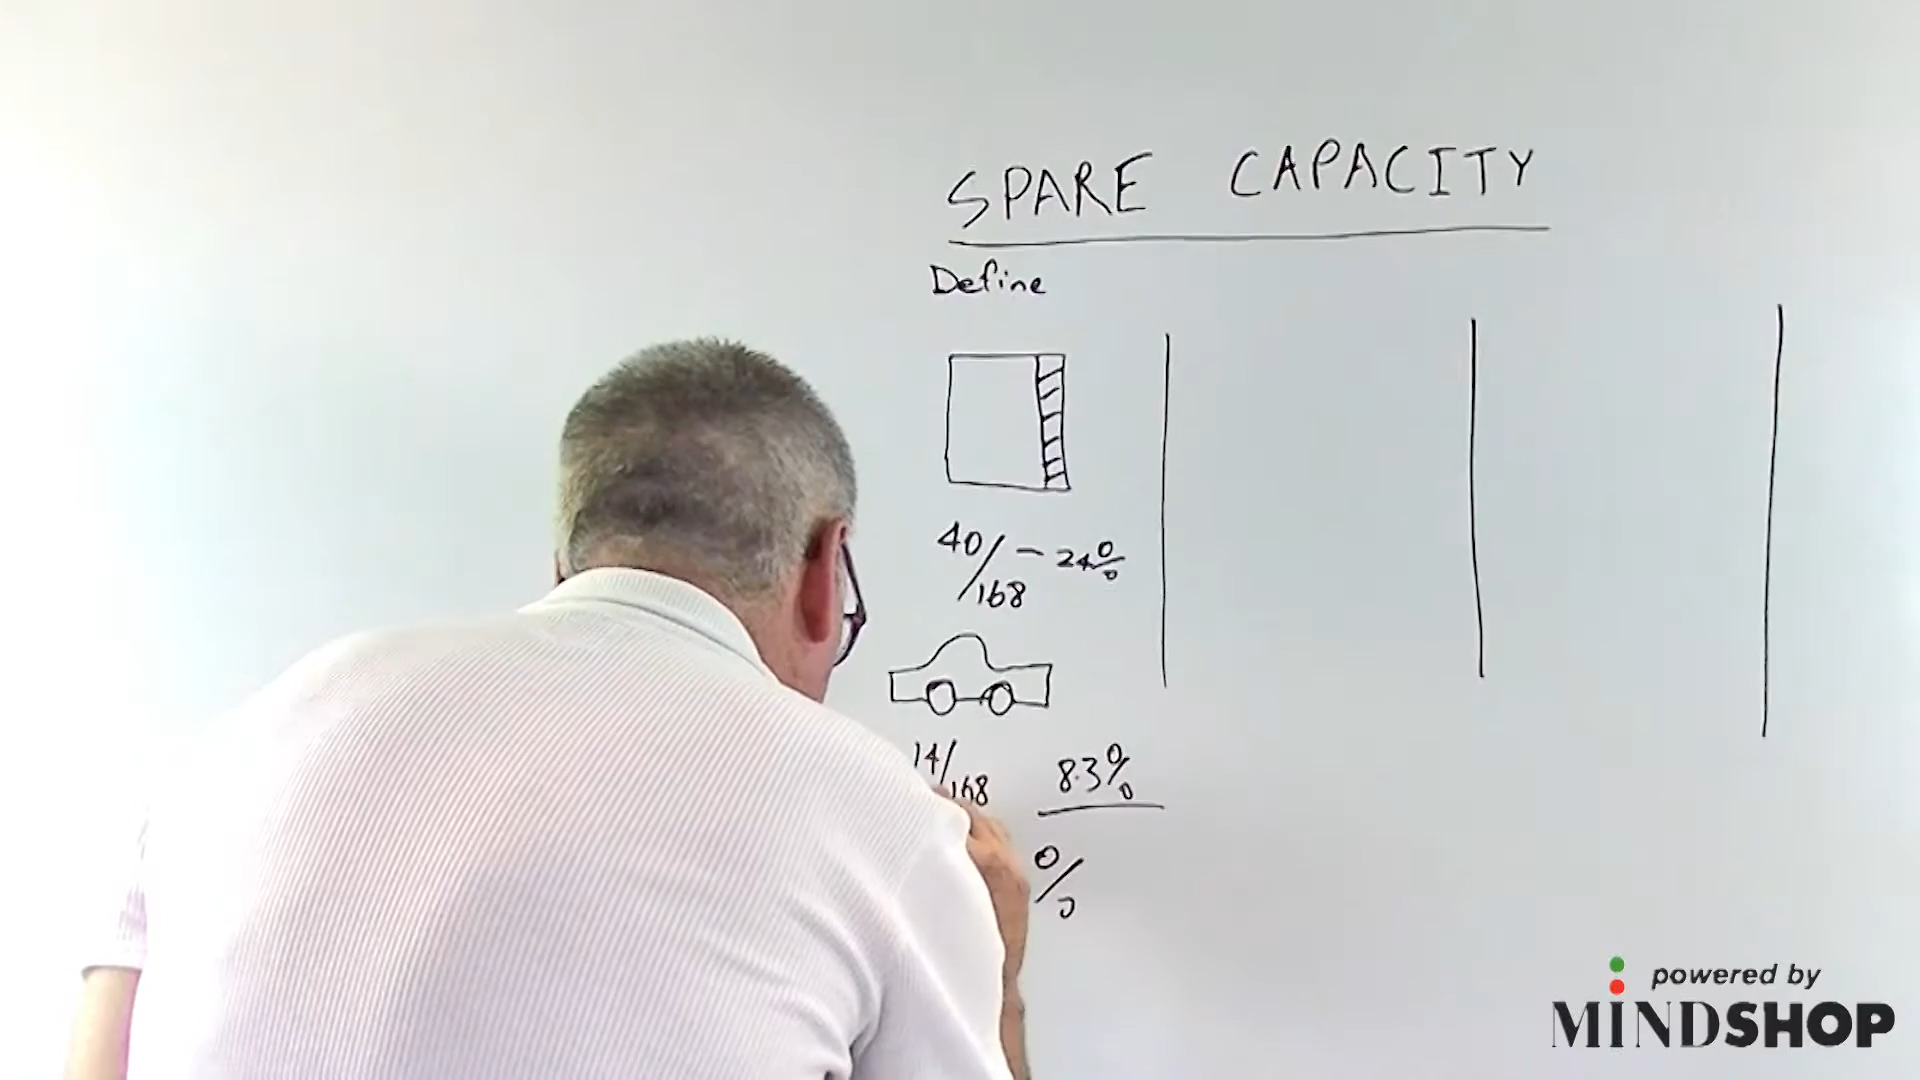 SPARE CAPACITY
Define
40/168 - 24%
14/168 8.3%
%
powered by
MINDSHOP